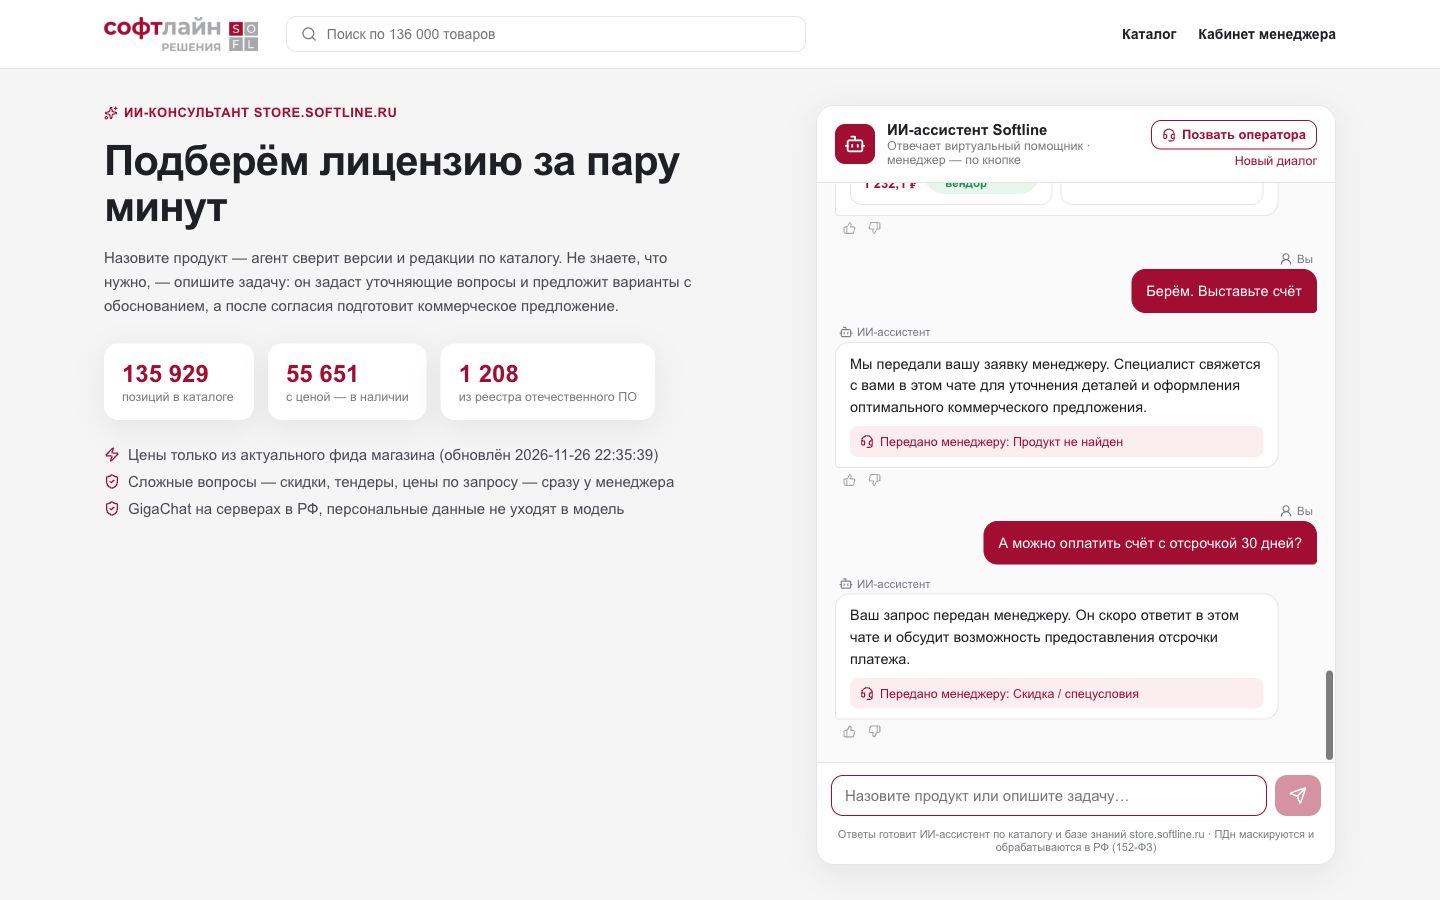 софтлайн
РЕШЕНИЯ
S O
F L
Поиск по 136 000 товаров
Каталог
Кабинет менеджера
ИИ-КОНСУЛЬТАНТ STORE.SOFTLINE.RU
Подберём лицензию за пару
минут
Назовите продукт — агент сверит версии и редакции по каталогу. Не знаете, что
нужно, — опишите задачу: он задаст уточняющие вопросы и предложит варианты с
обоснованием, а после согласия подготовит коммерческое предложение.
135 929
позиций в каталоге
55 651
с ценой — в наличии
1 208
из реестра отечественного ПО
Цены только из актуального фида магазина (обновлён 2026-11-26 22:35:39)
Сложные вопросы — скидки, тендеры, цены по запросу — сразу у менеджера
GigaChat на серверах в РФ, персональные данные не уходят в модель
ИИ-ассистент Softline
Отвечает виртуальный помощник ·
менеджер — по кнопке
Позвать оператора
Новый диалог
1 232,1 ₽
вендор
Вы
Берём. Выставьте счёт
ИИ-ассистент
Мы передали вашу заявку менеджеру. Специалист свяжется
с вами в этом чате для уточнения деталей и оформления
оптимального коммерческого предложения.
Передано менеджеру: Продукт не найден
Вы
А можно оплатить счёт с отсрочкой 30 дней?
ИИ-ассистент
Ваш запрос передан менеджеру. Он скоро ответит в этом
чате и обсудит возможность предоставления отсрочки
платежа.
Передано менеджеру: Скидка / спецусловия
Назовите продукт или опишите задачу…
Ответы готовит ИИ-ассистент по каталогу и базе знаний store.softline.ru · ПДн маскируются и
обрабатываются в РФ (152-ФЗ)